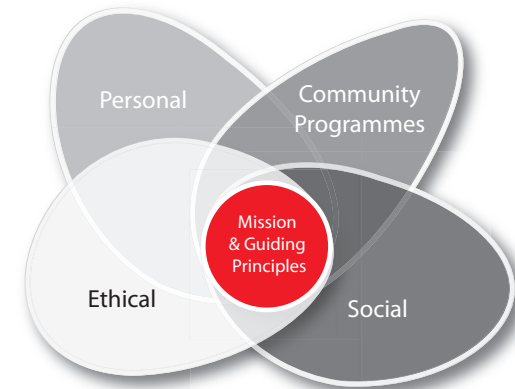 Personal
Community
Programmes
Mission
& Guiding
Principles
Ethical
Social